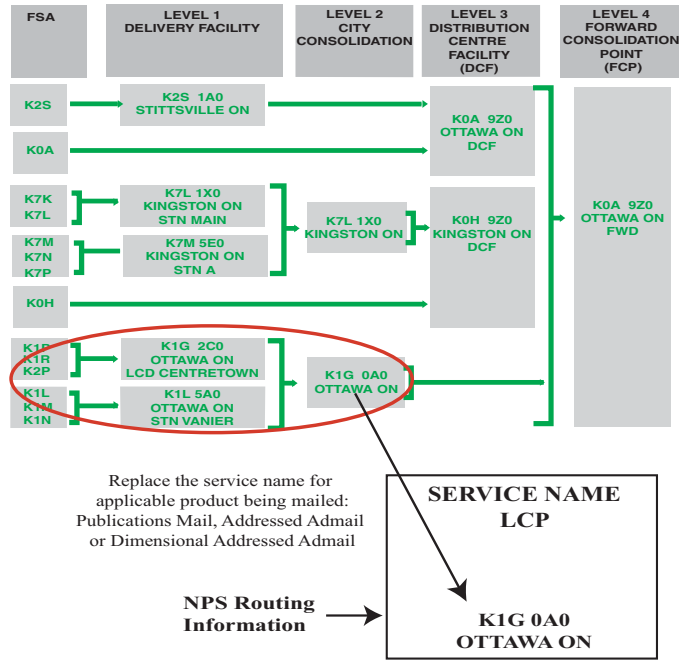 FSA
LEVEL 1
DELIVERY FACILITY
LEVEL 2
CITY
CONSOLIDATION
LEVEL 3
DISTRIBUTION
CENTRE
FACILITY
(DCF)
LEVEL 4
FORWARD
CONSOLIDATION
POINT
(FCP)
K2S
K2S 1A0
STITTSVILLE ON
K0A 9Z0
OTTAWA ON
DCF
K0A
K7K
K7L
K7L 1X0
KINGSTON ON
STN MAIN
K7L 1X0
KINGSTON ON
K0H 9Z0
KINGSTON ON
DCF
K0A 9Z0
OTTAWA ON
FWD
K7M
K7N
K7P
K7M 5E0
KINGSTON ON
STN A
K0H
K1P
K1R
K2P
K1G 2C0
OTTAWA ON
LCD CENTRETOWN
K1G 0A0
OTTAWA ON
K1L
K1M
K1N
K1L 5A0
OTTAWA ON
STN VANIER
Replace the service name for
applicable product being mailed:
Publications Mail, Addressed Admail
or Dimensional Addressed Admail
SERVICE NAME
LCP
NPS Routing
Information
K1G 0A0
OTTAWA ON